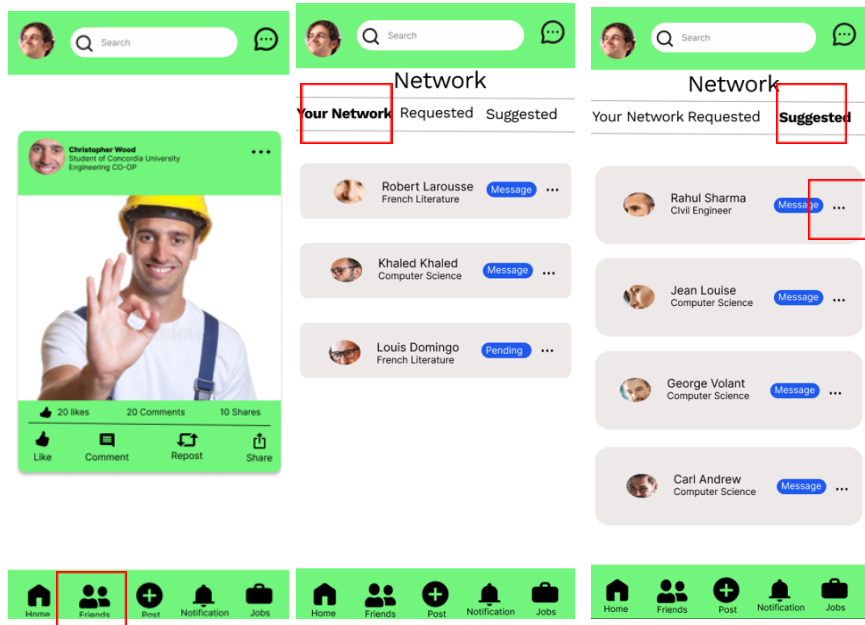 Search
Christopher Wood
Student of Concordia University
Engineering CO-OP
20 likes 20 Comments 10 Shares
Like Comment Repost Share
Home Friends Post Notification Jobs
Search
Network
Your Network Requested Suggested
Robert Larousse
French Literature
Message
Khaled Khaled
Computer Science
Message
Louis Domingo
French Literature
Pending
Home Friends Post Notification Jobs
Search
Network
Your Network Requested Suggested
Rahul Sharma
CIvil Engineer
Message
Jean Louise
Computer Science
Message
George Volant
Computer Science
Message
Carl Andrew
Computer Science
Message
Home Friends Post Notification Jobs